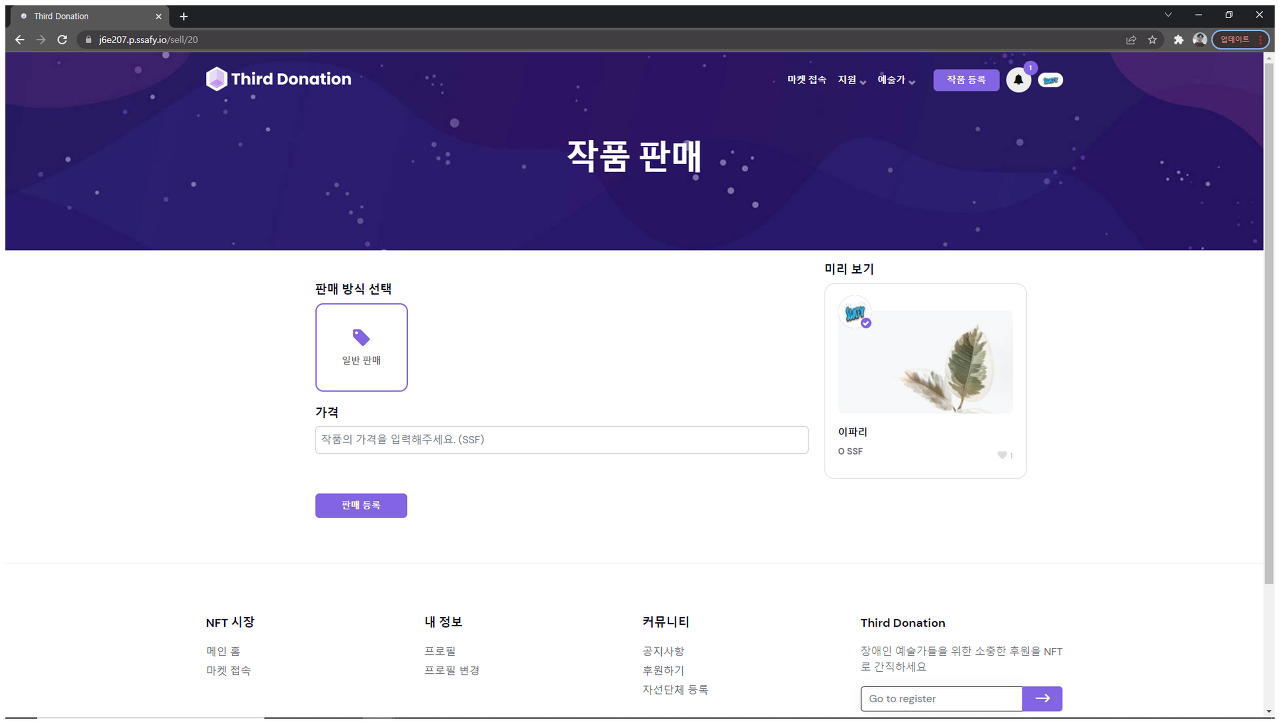 Third Donation
j6e207.p.ssafy.io/sell/20
업데이트
Third Donation
마켓 접속 지원 예술가 작품 등록 1
작품 판매
미리 보기
판매 방식 선택
일반 판매
가격
작품의 가격을 입력해주세요. (SSF)
이파리
0 SSF
1
판매 등록
NFT 시장
메인 홈
마켓 접속
내 정보
프로필
프로필 변경
커뮤니티
공지사항
후원하기
자선단체 등록
Third Donation
장애인 예술가들을 위한 소중한 후원을 NFT
로 간직하세요
Go to register